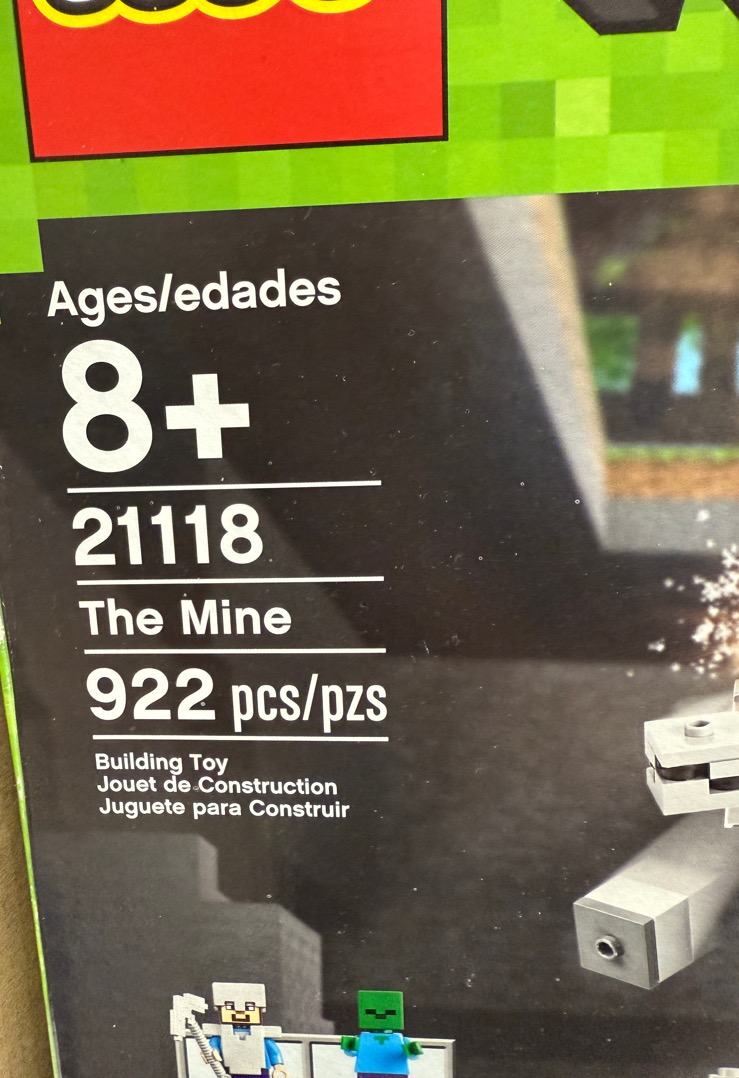 Ages/edades
8+
21118
The Mine
922 pcs/pzs
Building Toy
Jouet de Construction
Juguete para Construir